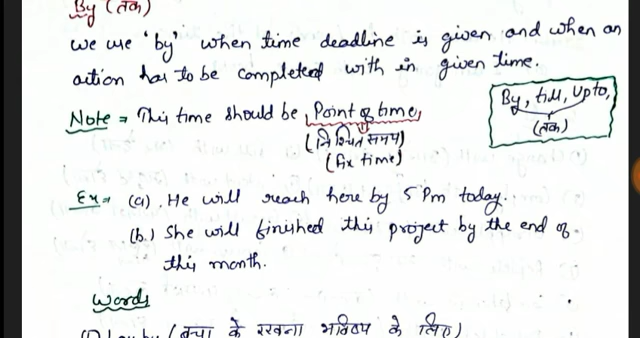 By (तक)
we use 'by' when time deadline is given and when an
action has to be completed with in given time.
Note = This time should be, Point of time,
(निश्चित समय)
(fix time)
By, till, Upto,
(तक)
Ex= (a). He will reach here by 5 Pm today.
(b.) She will finished this project by the end of
this month.
Words
(बचा के रखना भविष्य के लिए)